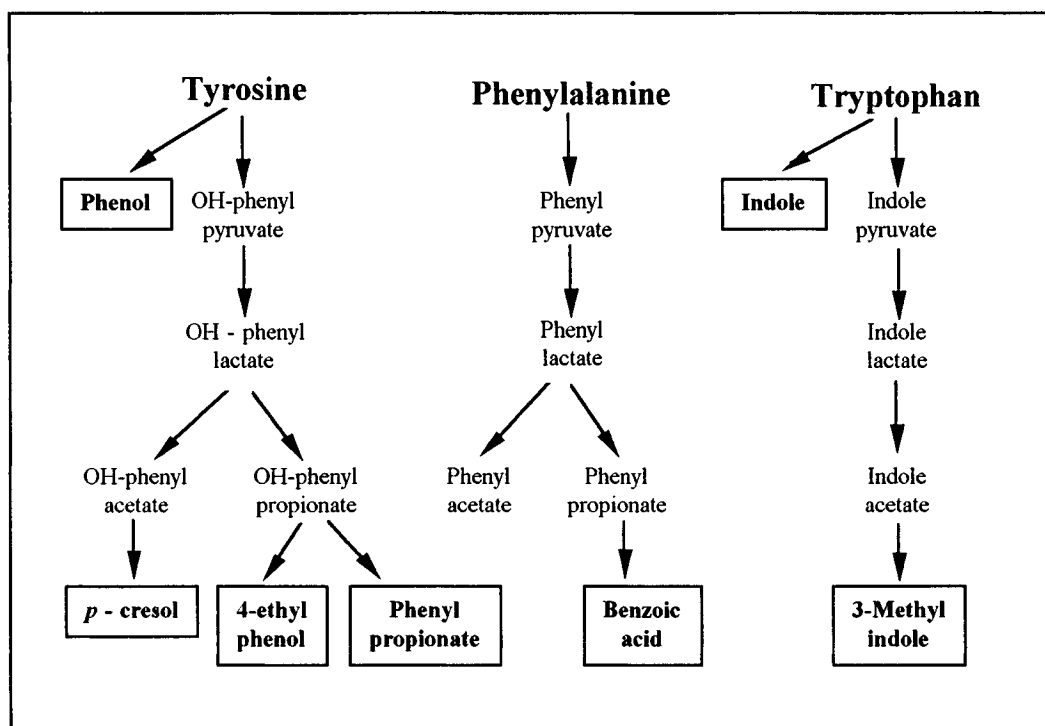 Tyrosine
Phenylalanine
Tryptophan
Phenol
OH-phenyl
pyruvate
Phenyl
pyruvate
Indole
Indole
pyruvate
OH - phenyl
lactate
Phenyl
lactate
Indole
lactate
OH-phenyl
acetate
OH-phenyl
propionate
Phenyl
acetate
Phenyl
propionate
Indole
acetate
p - cresol
4-ethyl
phenol
Phenyl
propionate
Benzoic
acid
3-Methyl
indole